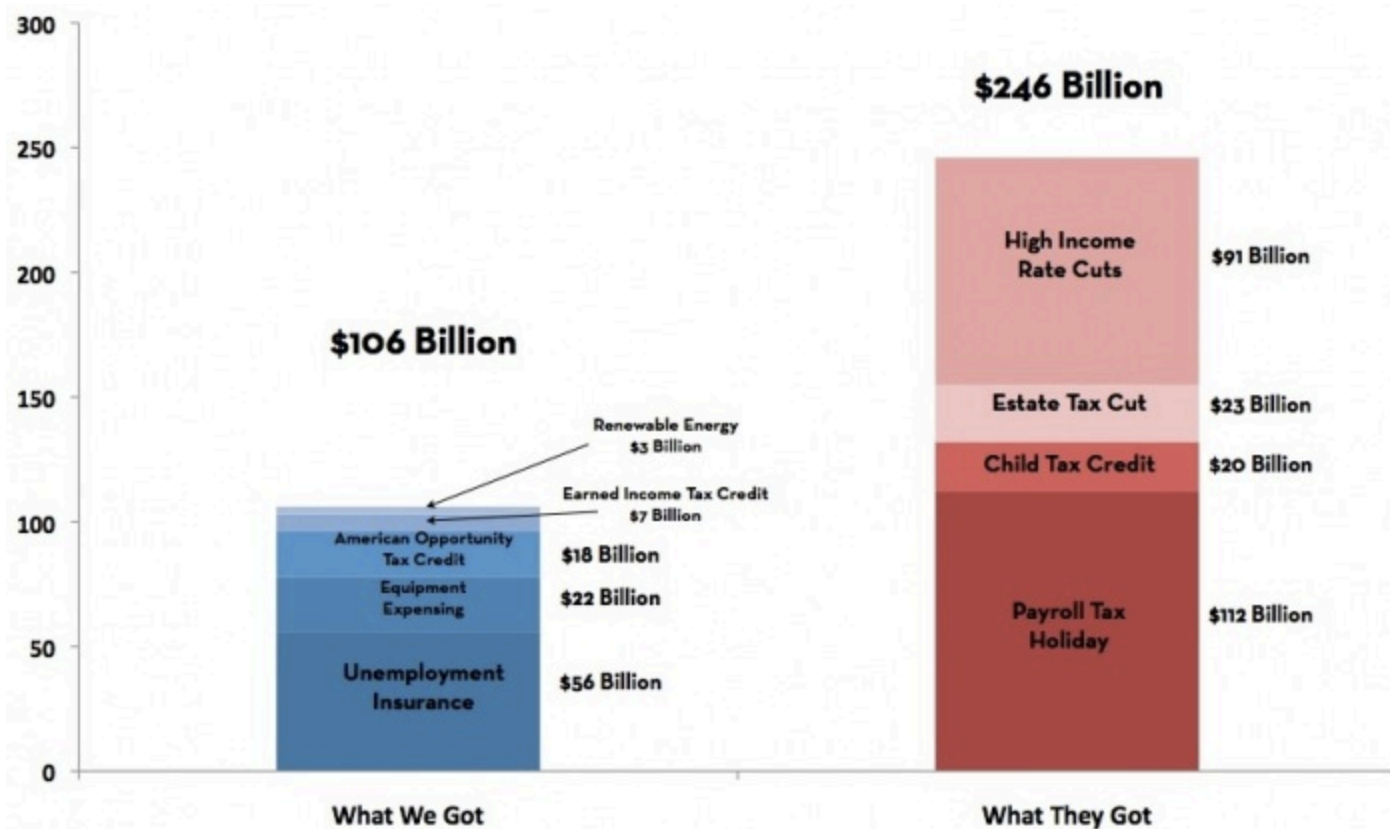 300
250
200
150
100
50
0
$106 Billion
Renewable Energy
$3 Billion
Earned Income Tax Credit
$7 Billion
American Opportunity
Tax Credit
$18 Billion
Equipment
Expensing
$22 Billion
Unemployment
Insurance
$56 Billion
What We Got
$246 Billion
High Income
Rate Cuts
$91 Billion
Estate Tax Cut
$23 Billion
Child Tax Credit
$20 Billion
Payroll Tax
Holiday
$112 Billion
What They Got